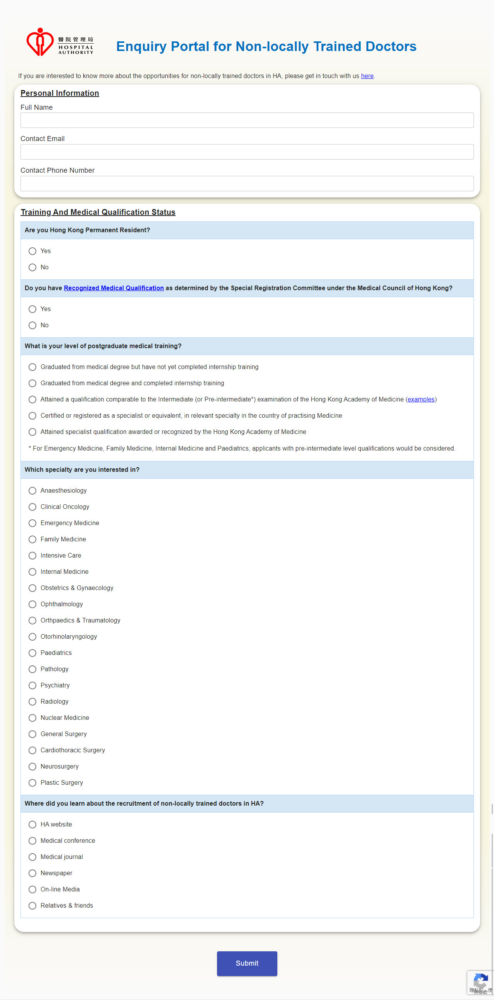 醫院管理局
HOSPITAL
AUTHORITY
Enquiry Portal for Non-locally Trained Doctors
If you are interested to know more about the opportunities for non-locally trained doctors in HA, please get in touch with us here.
Personal Information
Full Name
Contact Email
Contact Phone Number
Training And Medical Qualification Status
Are you Hong Kong Permanent Resident?
Yes
No
Do you have Recognized Medical Qualification as determined by the Special Registration Committee under the Medical Council of Hong Kong?
Yes
No
What is your level of postgraduate medical training?
Graduated from medical degree but have not yet completed internship training
Graduated from medical degree and completed internship training
Attained a qualification comparable to the Intermediate (or Pre-intermediate*) examination of the Hong Kong Academy of Medicine (examples)
Certified or registered as a specialist or equivalent, in relevant specialty in the country of practising Medicine
Attained specialist qualification awarded or recognized by the Hong Kong Academy of Medicine
* For Emergency Medicine, Family Medicine, Internal Medicine and Paediatrics, applicants with pre-intermediate level qualifications would be considered.
Which specialty are you interested in?
Anaesthesiology
Clinical Oncology
Emergency Medicine
Family Medicine
Intensive Care
Internal Medicine
Obstetrics & Gynaecology
Ophthalmology
Orthpaedics & Traumatology
Otorhinolaryngology
Paediatrics
Pathology
Psychiatry
Radiology
Nuclear Medicine
General Surgery
Cardiothoracic Surgery
Neurosurgery
Plastic Surgery
Where did you learn about the recruitment of non-locally trained doctors in HA?
HA website
Medical conference
Medical journal
Newspaper
On-line Media
Relatives & friends
Submit
隐私权 - 使
用条款